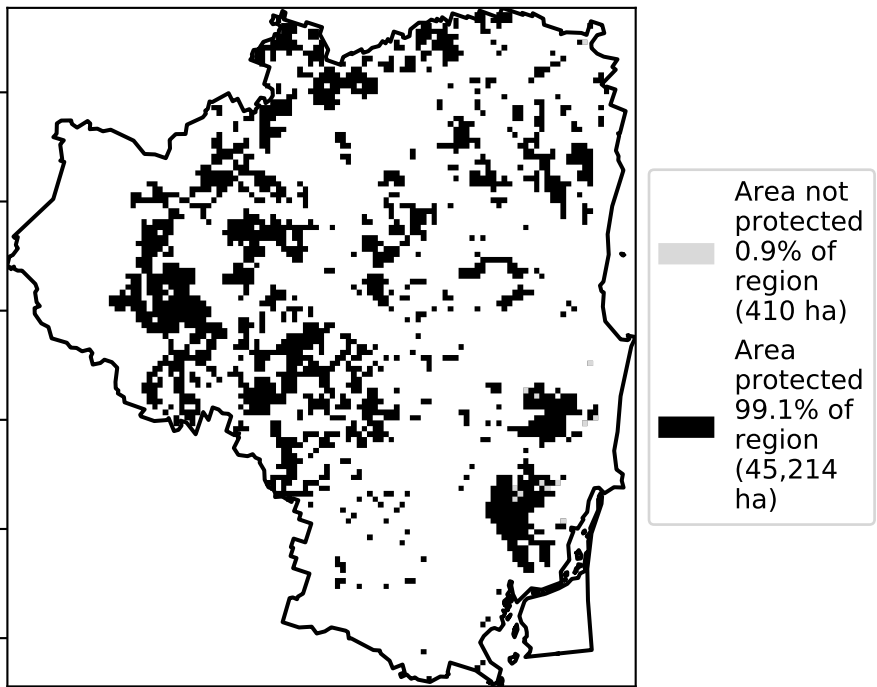 Area not
protected
0.9% of
region
(410 ha)
Area
protected
99.1% of
region
(45,214
ha)